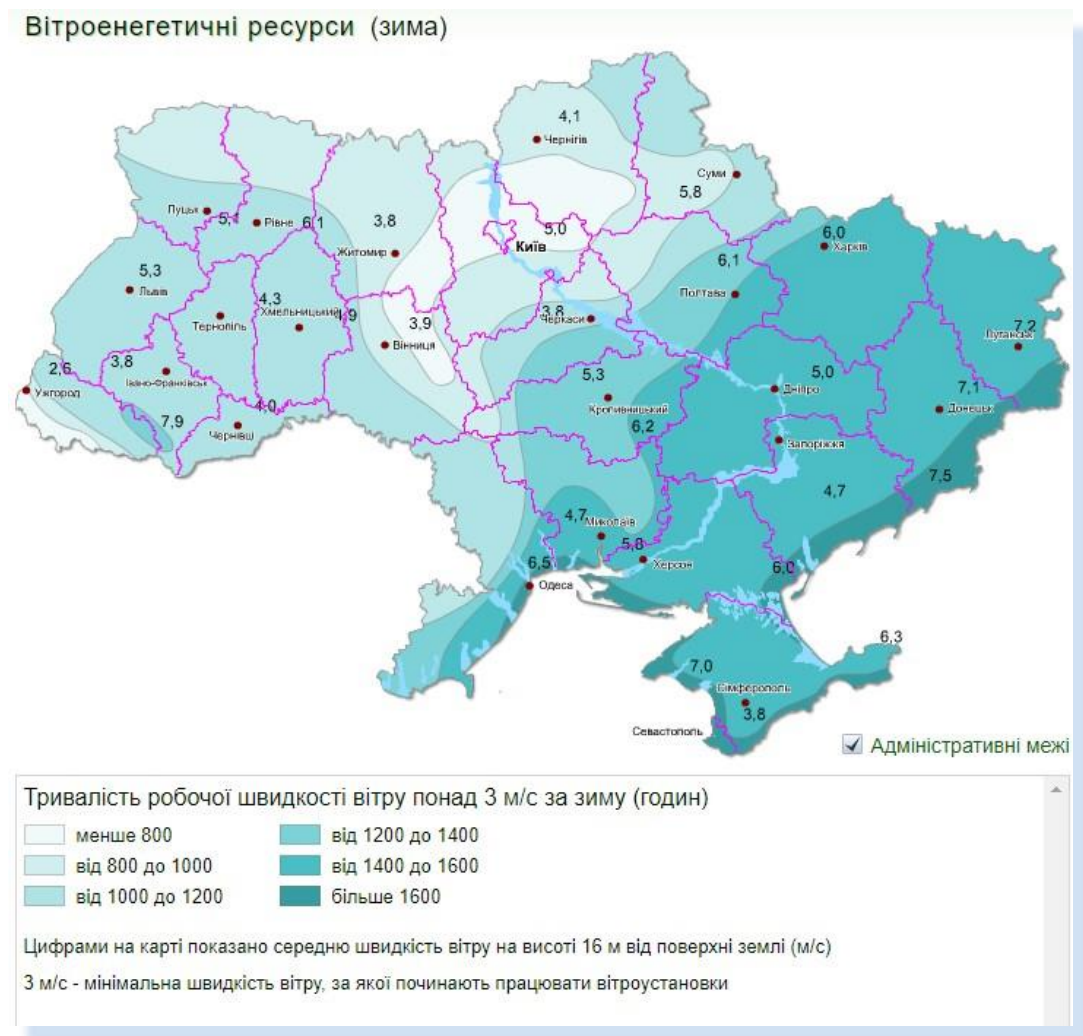 Вітроенегетичні ресурси (зима)
4,1
Чернігів
Суми
5,8
Луцьк
5,1
Рівне
6,1
3,8
5,0
Київ
6,0
Харків
Житомир
6,1
5,3
Львів
Полтава
4,3
Хмельницький
4,9
Тернопіль
3,9
Вінниця
3,8
Черкаси
7,2
Луганськ
2,6
Ужгород
3,8
Івано-Франківськ
5,3
Кропивницький
5,0
Дніпро
7,1
Донецьк
7,9
4,0
Чернівці
6,2
Запоріжжя
7,5
4,7
4,7
Миколаїв
5,8
Херсон
6,5
Одеса
6,0
6,3
7,0
Сімферополь
3,8
Севастополь
Адміністративні межі
Тривалість робочої швидкості вітру понад 3 м/с за зиму (годин)
менше 800
від 1200 до 1400
від 800 до 1000
від 1400 до 1600
від 1000 до 1200
більше 1600
Цифрами на карті показано середню швидкість вітру на висоті 16 м від поверхні землі (м/с)
3 м/с - мінімальна швидкість вітру, за якої починають працювати вітроустановки